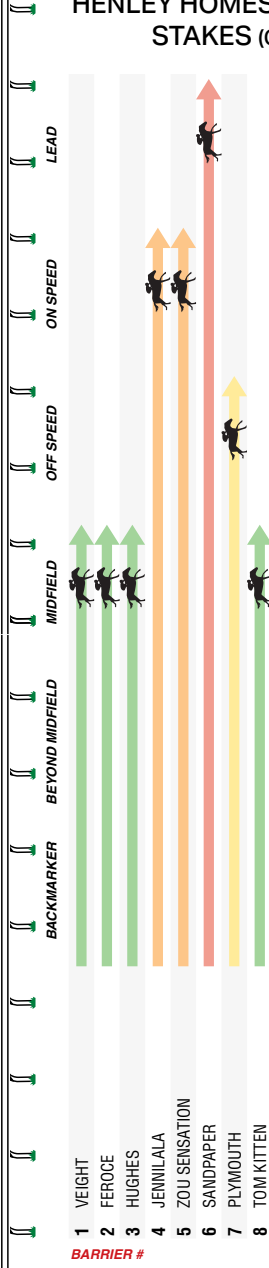 HENLEY HOMES
STAKES (
LEAD
ON SPEED
OFF SPEED
MIDFIELD
BEYOND MIDFIELD
BACKMARKER
1 VEIGHT
2 FEROCE
3 HUGHES
4 JENNILALA
5 ZOU SENSATION
6 SANDPAPER
7 PLYMOUTH
8 TOM KITTEN
BARRIER #